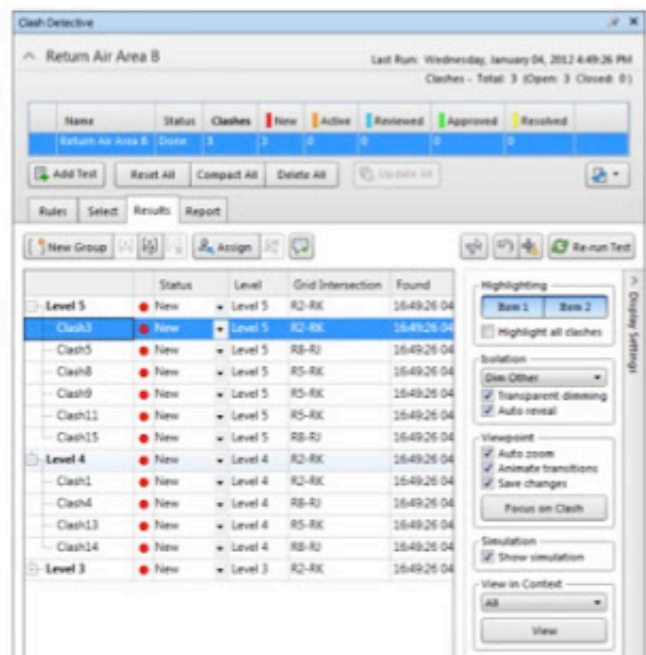 Clash Detective
Return Air Area B
Last Run: Wednesday, January 04, 2012 4:49:26 PM
Clashes - Total: 3 (Open: 3 Closed: 0)
Name Status Clashes New Active Reviewed Approved Resolved
Return Air Area B Done 3 3 0 0 0 0
Add Test Reset All Compact All Delete All Update All
Rules Select Results Report
New Group Assign Re-run Test
Status Level Grid Intersection Found
Level 5 New Level 5 R2-RK 16:49:26 04
Clash3 New Level 5 R2-RK 16:49:26 04
Clash5 New Level 5 R8-RJ 16:49:26 04
Clash8 New Level 5 R5-RK 16:49:26 04
Clash9 New Level 5 R5-RK 16:49:26 04
Clash11 New Level 5 R5-RK 16:49:26 04
Clash15 New Level 5 R8-RJ 16:49:26 04
Level 4 New Level 4 R2-RK 16:49:26 04
Clash1 New Level 4 R2-RK 16:49:26 04
Clash4 New Level 4 R8-RJ 16:49:26 04
Clash13 New Level 4 R5-RK 16:49:26 04
Clash14 New Level 4 R8-RJ 16:49:26 04
Level 3 New Level 3 R2-RK 16:49:26 04
Highlighting
Item 1 Item 2
Highlight all clashes
Isolation
Dim Other
Transparent dimming
Auto reveal
Viewpoint
Auto zoom
Animate transitions
Save changes
Focus on Clash
Simulation
Show simulation
View in Context
All
View
Display Settings